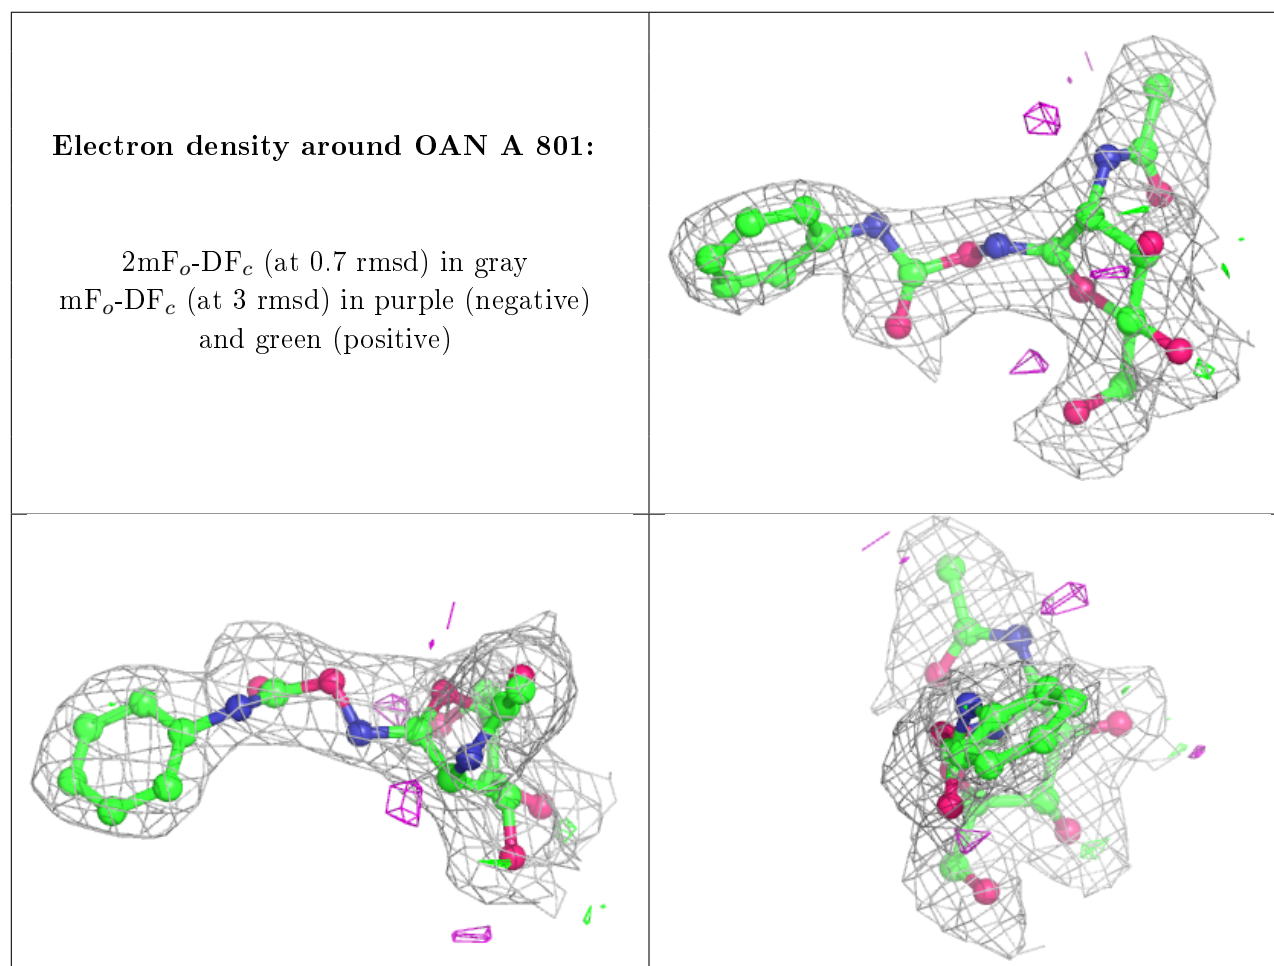 Electron density around OAN A 801:
2mFo-DFc (at 0.7 rmsd) in gray
mFo-DFc (at 3 rmsd) in purple (negative)
and green (positive)